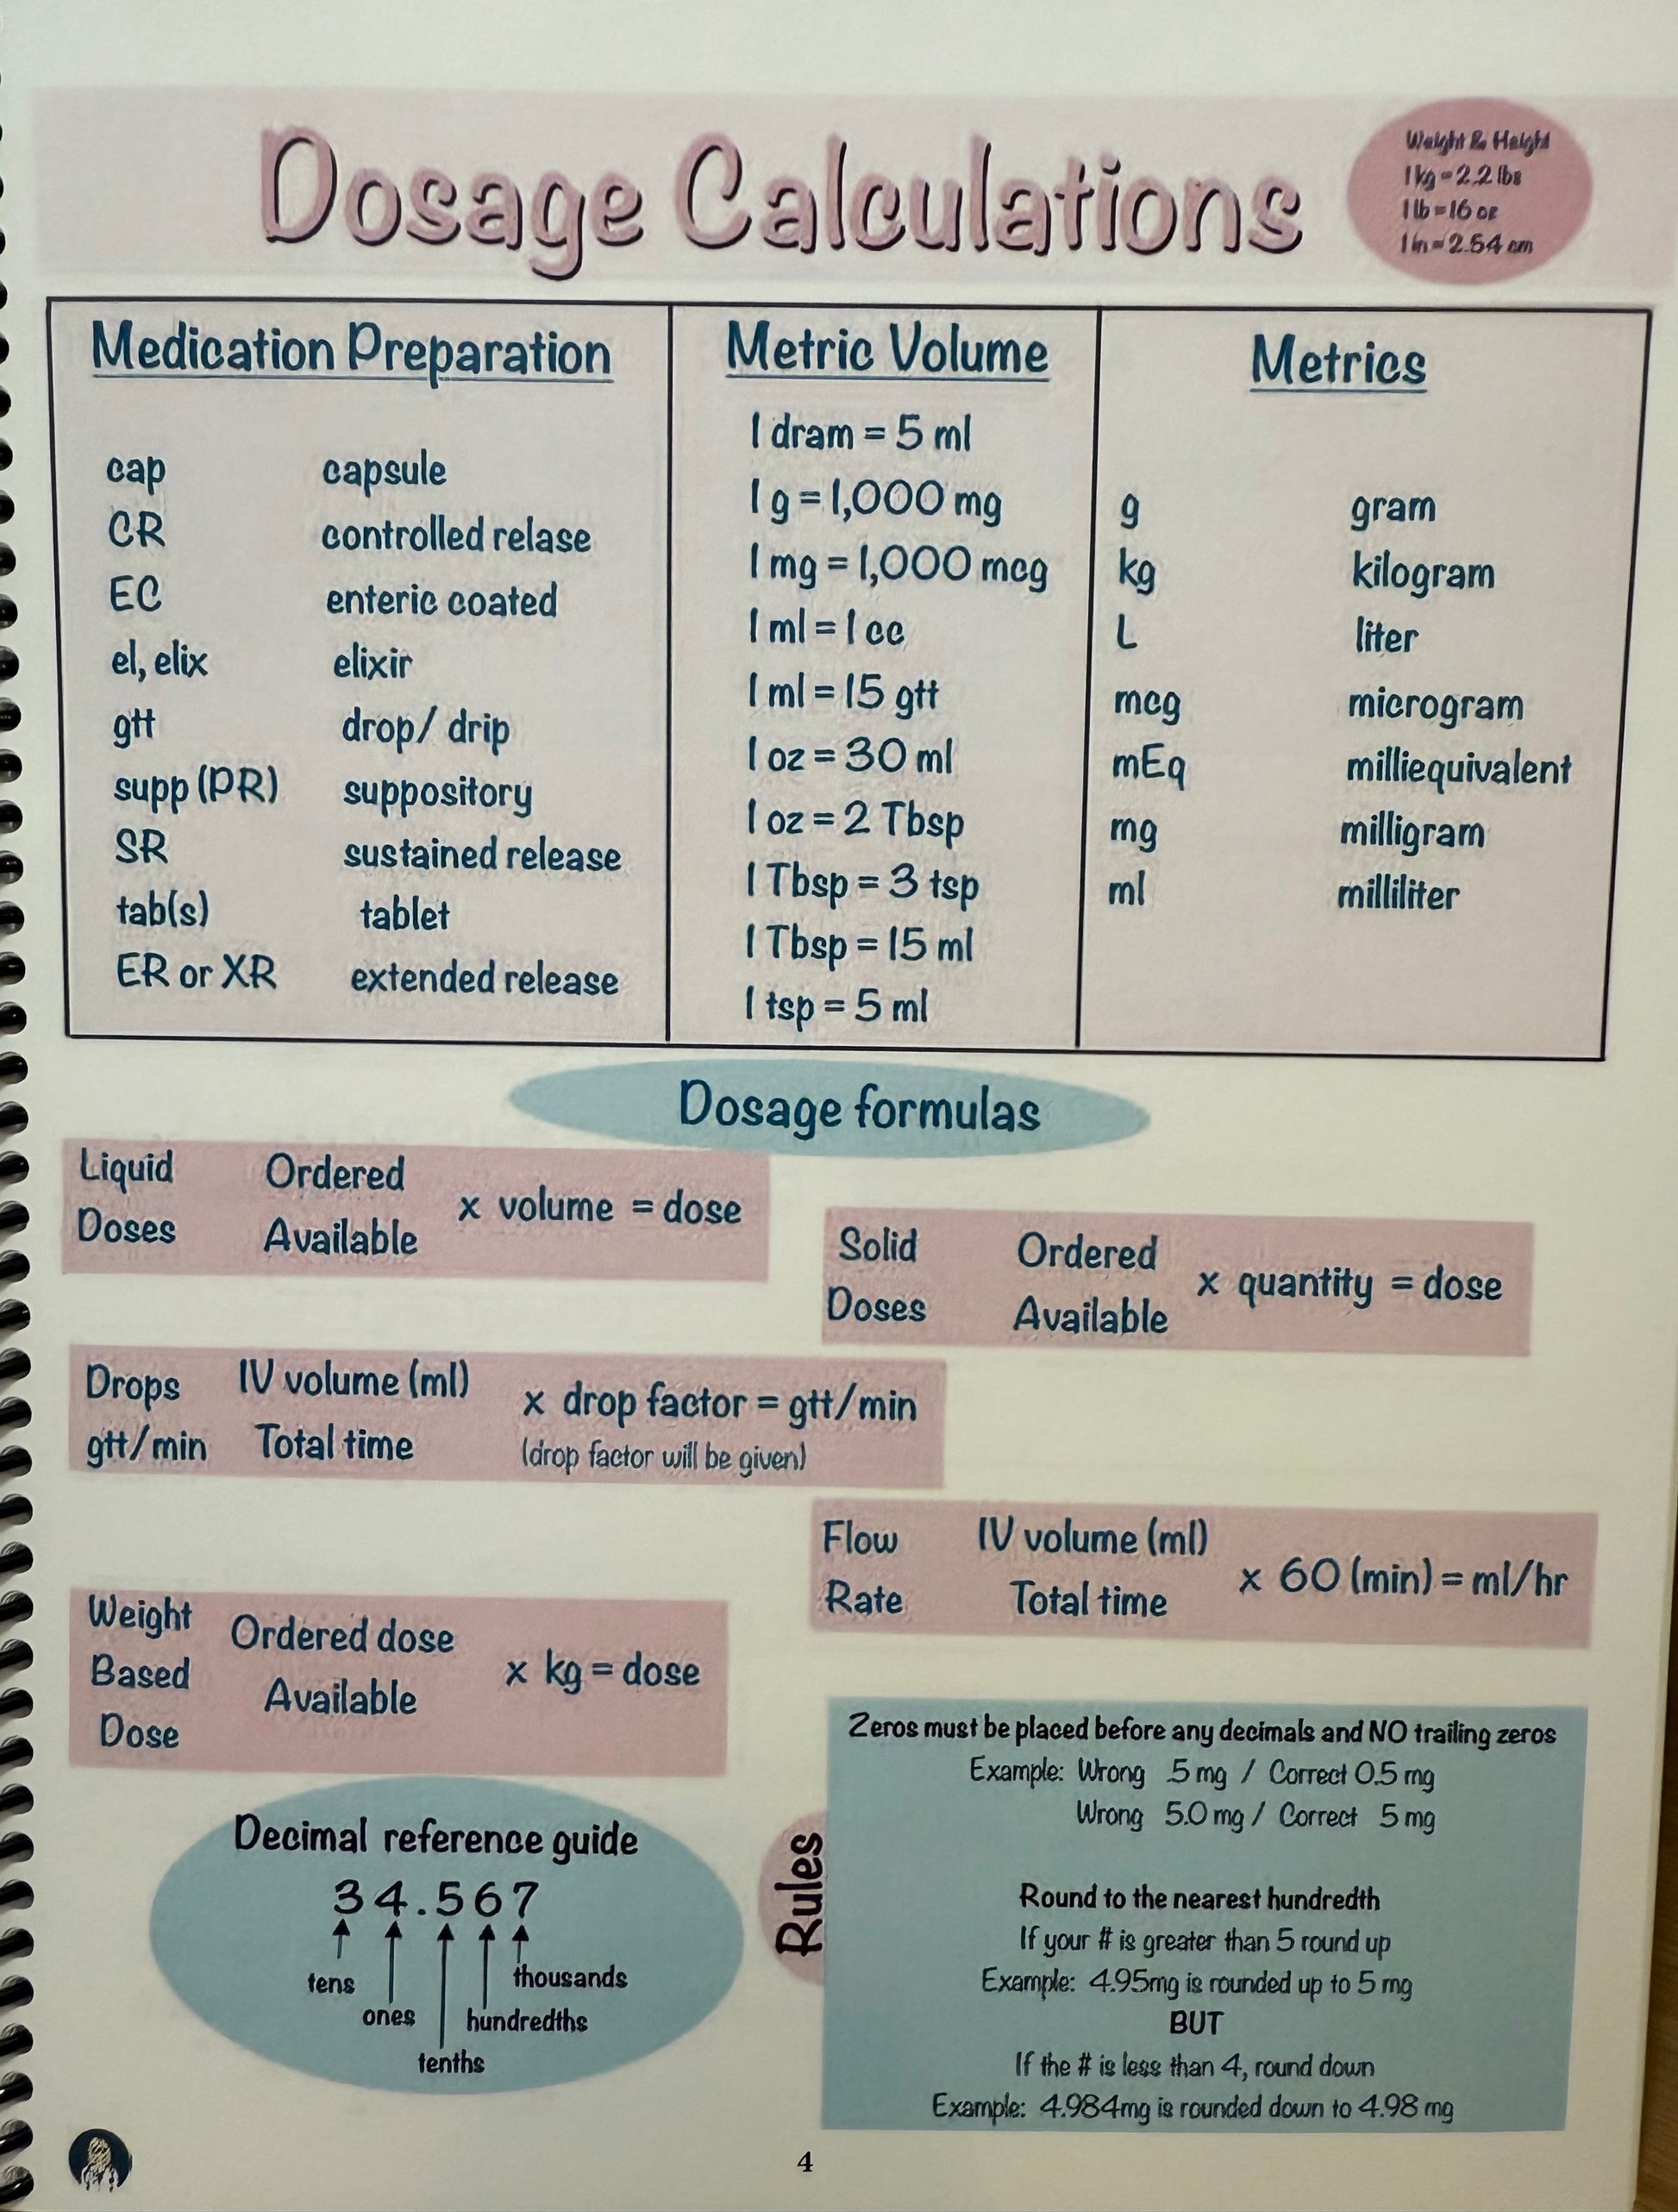 Dosage Calculations
Weight & Height
1 kg = 2.2 lbs
1 lb = 16 oz
1 in = 2.54 cm
Medication Preparation
cap capsule
CR controlled relase
EC enteric coated
el, elix elixir
gtt drop/ drip
supp (PR) suppository
SR sustained release
tab(s) tablet
ER or XR extended release
Metric Volume
1 dram = 5 ml
1 g = 1,000 mg
1 mg = 1,000 mcg
1 ml = 1 cc
1 ml = 15 gtt
1 oz = 30 ml
1 oz = 2 Tbsp
1 Tbsp = 3 tsp
1 Tbsp = 15 ml
1 tsp = 5 ml
Metrics
g gram
kg kilogram
L liter
mcg microgram
mEq milliequivalent
mg milligram
ml milliliter
Dosage formulas
Liquid Doses
Ordered
Available
x volume = dose
Solid Doses
Ordered
Available
x quantity = dose
Drops gtt/min
IV volume (ml)
Total time
x drop factor = gtt/min
(drop factor will be given)
Flow Rate
IV volume (ml)
Total time
x 60 (min) = ml/hr
Weight
Based
Dose
Ordered dose
Available
x kg = dose
Decimal reference guide
34.567
tens
ones
tenths
hundredths
thousands
Rules
Zeros must be placed before any decimals and NO trailing zeros
Example: Wrong .5 mg / Correct 0.5 mg
Wrong 5.0 mg / Correct 5 mg
Round to the nearest hundredth
If your # is greater than 5 round up
Example: 4.95mg is rounded up to 5 mg
BUT
If the # is less than 4, round down
Example: 4.984mg is rounded down to 4.98 mg
4